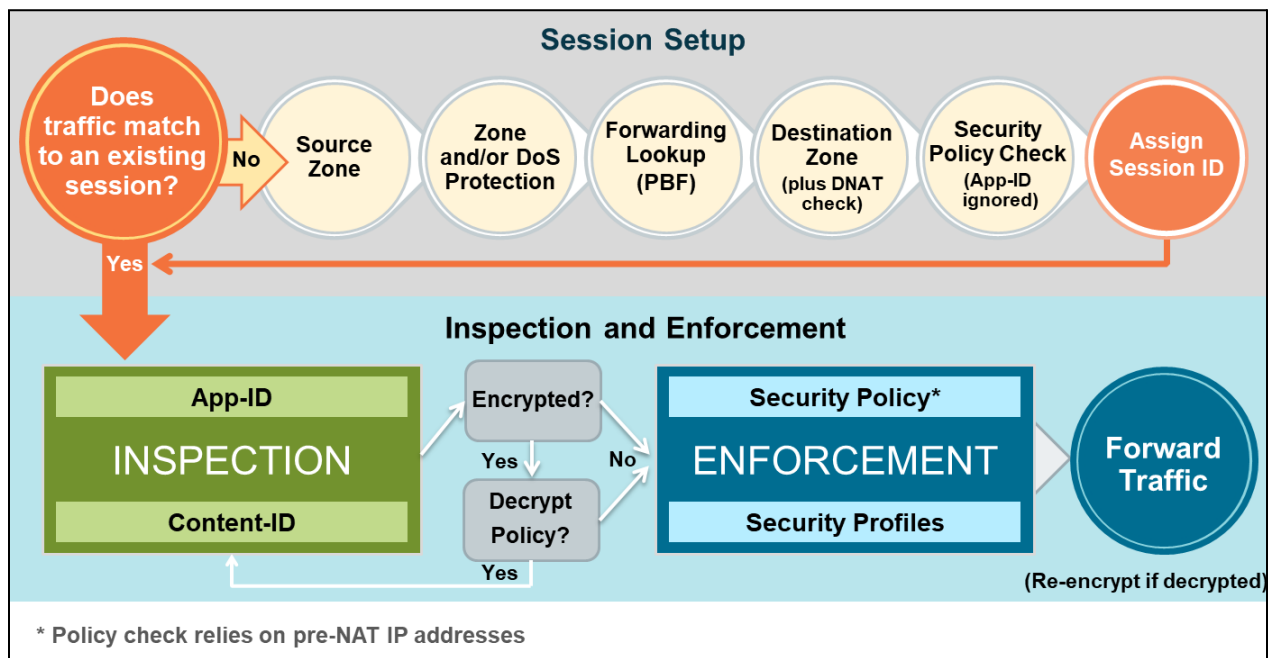 Session Setup
Does
traffic match
to an existing
session?
No
Source
Zone
Zone
and/or DoS
Protection
Forwarding
Lookup
(PBF)
Destination
Zone
(plus DNAT
check)
Security
Policy Check
(App-ID
ignored)
Assign
Session ID
Yes
Inspection and Enforcement
App-ID
INSPECTION
Content-ID
Encrypted?
Yes
No
Decrypt
Policy?
Yes
Security Policy*
ENFORCEMENT
Security Profiles
Forward
Traffic
(Re-encrypt if decrypted)
* Policy check relies on pre-NAT IP addresses